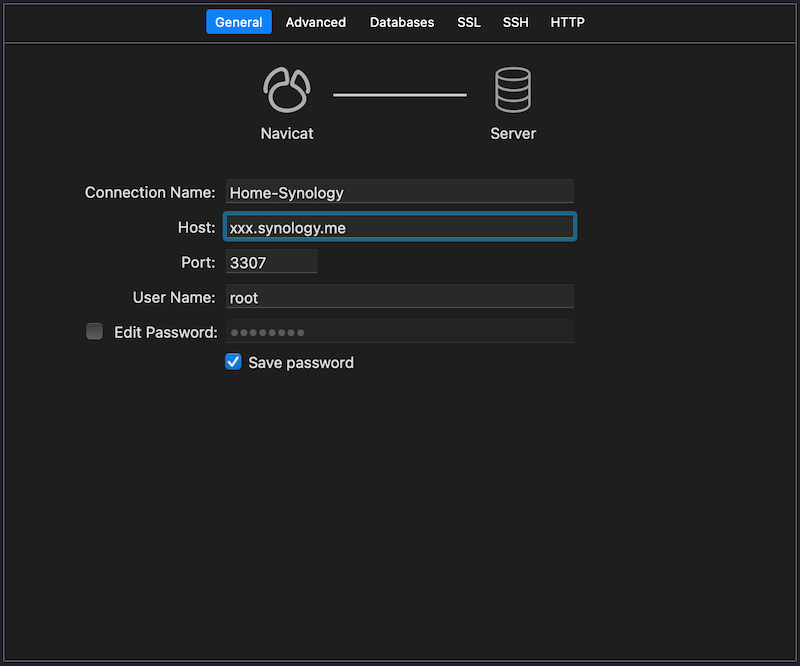 General Advanced Databases SSL SSH HTTP
Navicat Server
Connection Name: Home-Synology
Host: xxx.synology.me
Port: 3307
User Name: root
Edit Password: ●●●●●●●●
Save password